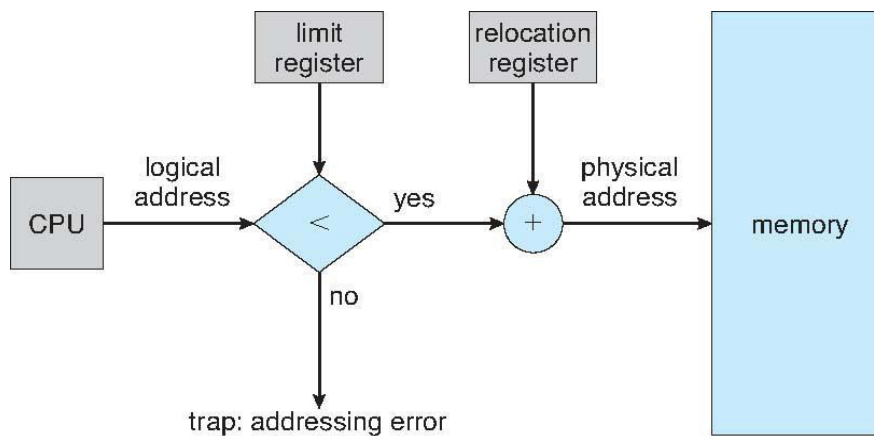 limit
register
relocation
register
logical
address
physical
address
CPU
<
yes
+
memory
no
trap: addressing error